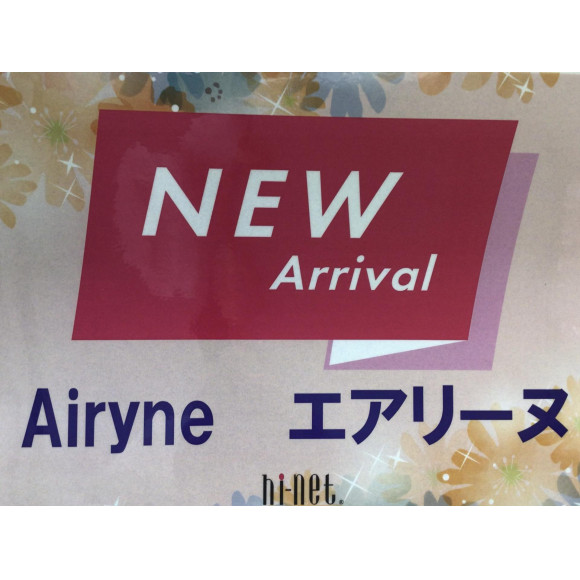 NEW
Arrival
Airyne エアリーヌ
hi-net®